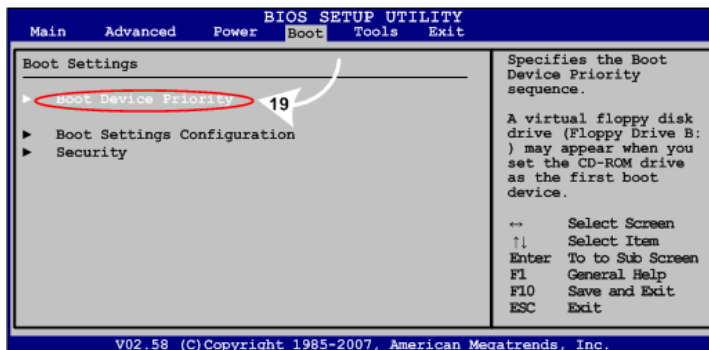 BIOS SETUP UTILITY
Main Advanced Power Boot Tools Exit
Boot Settings
► Boot Device Priority
19
► Boot Settings Configuration
► Security
Specifies the Boot
Device Priority
sequence.
A virtual floppy disk
drive (Floppy Drive B:
) may appear when you
set the CD-ROM drive
as the first boot
device.
↔ Select Screen
↑↓ Select Item
Enter To to Sub Screen
F1 General Help
F10 Save and Exit
ESC Exit
V02.58 (C)Copyright 1985-2007, American Megatrends, Inc.